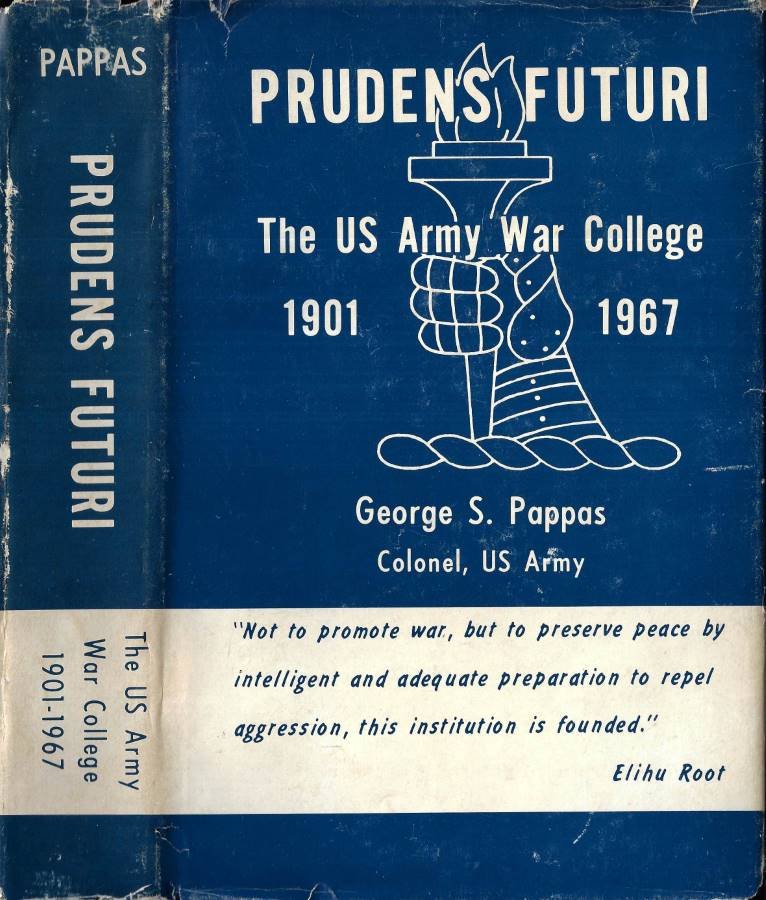 PAPPAS
PRUDENS FUTURI
The US Army
War College
1901-1967
PRUDENS FUTURI
The US Army War College
1901 1967
George S. Pappas
Colonel, US Army
"Not to promote war, but to preserve peace by
intelligent and adequate preparation to repel
aggression, this institution is founded."
Elihu Root